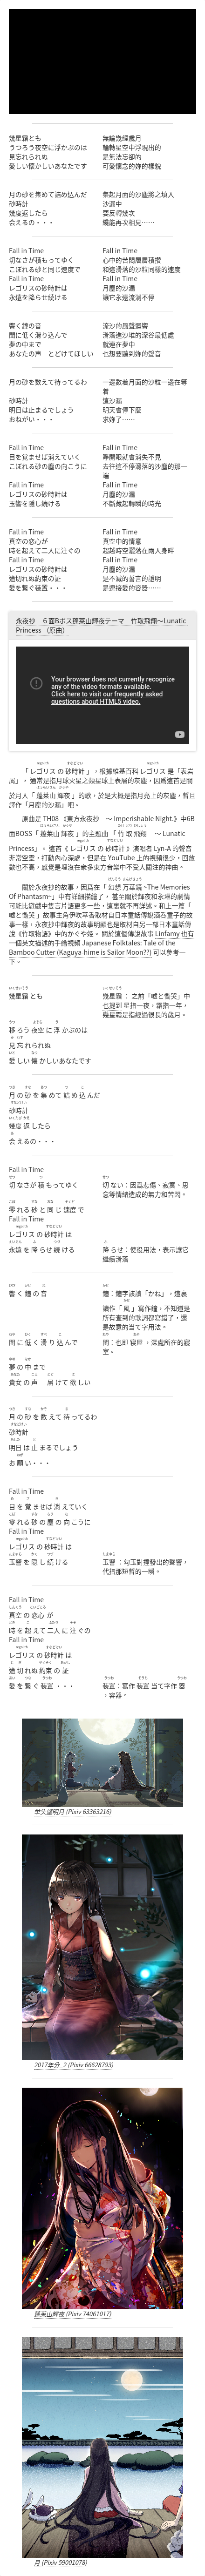 幾星霜とも
うつろう夜空に浮かぶのは
見忘れられぬ
愛しい懐かしいあなたです
無論幾經歲月
輪轉星空中浮現出的
是無法忘卻的
可愛懷念的妳的樣貌
月の砂を集めて詰め込んだ
砂時計
幾度返したら
会えるの・・・
集起月面的沙塵將之填入
沙漏中
要反轉幾次
纔能再次相見……
Fall in Time
切なさが積もってゆく
こぼれる砂と同じ速度で
Fall in Time
レゴリスの砂時計は
永遠を降らせ続ける
Fall in Time
心中的苦悶層層積攢
和這滑落的沙粒同樣的速度
Fall in Time
月塵的沙漏
讓它永遠流淌不停
響く鐘の音
闇に低く滑り込んで
夢の中まで
あなたの声　とどけてほしい
流沙的風聲迴響
滑落進沙堆的深谷最低處
就連在夢中
也想要聽到妳的聲音
月の砂を数えて待ってるわ
砂時計
明日は止まるでしょう
おねがい・・・
一邊數着月面的沙粒一邊在等
着
這沙漏
明天會停下麼
求妳了……
Fall in Time
目を覚ませば消えていく
こぼれる砂の塵の向こうに
Fall in Time
レゴリスの砂時計は
玉響を隠し続ける
Fall in Time
睜開眼就會消失不見
去往這不停滑落的沙塵的那一
端
Fall in Time
月塵的沙漏
不斷藏起轉瞬的時光
Fall in Time
真空の恋心が
時を超えて二人に注ぐの
Fall in Time
レゴリスの砂時計は
途切れぬ約束の証
愛を繋ぐ装置・・・
Fall in Time
真空中的情意
超越時空灑落在兩人身畔
Fall in Time
月塵的沙漏
是不滅的誓言的證明
是連接愛的容器……
永夜抄　６面Bボス蓬莱山輝夜テーマ　竹取飛翔～Lunatic
Princess （原曲）
Your browser does not currently recognize
any of the video formats available.
Click here to visit our frequently asked
questions about HTML5 video.
YouTube
「レゴリスの砂時計」，根據維基百科 レゴリス 是「表岩
屑」，通常是指月球火星之類星球上表層的灰塵，因爲這首是關
於月人「蓬莱山 輝夜」的歌，於是大概是指月亮上的灰塵，暫且
譯作「月塵的沙漏」吧。
原曲是 TH08 《東方永夜抄　～ Imperishable Night.》中6B
面BOSS「蓬莱山 輝夜」的主題曲 「竹取飛翔　～ Lunatic
Princess」。 這首《レゴリスの砂時計》演唱者 Lyn-A 的聲音
非常空靈，打動內心深處，但是在 YouTube 上的視頻很少，回放
數也不高，感覺是埋沒在衆多東方音樂中不受人關注的神曲。
關於永夜抄的故事，因爲在「 幻想 万華鏡 ~The Memories
Of Phantasm~」中有詳細描繪了， 甚至關於輝夜和永琳的劇情
可能比遊戲中隻言片語更多一些，這裏就不再詳述。和上一篇「
嘘と慟哭 」故事主角伊吹萃香取材自日本童話傳說酒吞童子的故
事一樣，永夜抄中輝夜的故事明顯也是取材自另一部日本童話傳
說《竹取物語》中的かぐや姫。 關於這個傳說故事 Linfamy 也有
一個英文描述的手繪視頻 Japanese Folktales: Tale of the
Bamboo Cutter (Kaguya-hime is Sailor Moon??) 可以參考一
下。
幾星霜 とも
移ろう 夜空 に 浮かぶのは
見忘れられぬ
愛しい 懐かしいあなたです
幾星霜 ： 之前「嘘と慟哭」中
也提到 星指一夜，霜指一年，
幾星霜是指經過很長的歲月。
月の 砂を 集めて 詰め 込んだ
砂時計
幾度 返したら
会えるの・・・
Fall in Time
切なさが 積もってゆく
零れる 砂と 同じ 速度で
Fall in Time
レゴリスの 砂時計 は
永遠 を 降らせ 続ける
切ない：因爲悲傷、寂寞、思
念等情緒造成的無力和苦悶。
降らせ：使役用法，表示讓它
繼續滑落
響く 鐘の 音
闇に 低く 滑り 込んで
夢の 中まで
貴女の 声　届けて 欲しい
鐘：鐘字該讀「かね」，這裏
讀作「風」寫作鐘，不知道是
所有查到的歌詞都寫錯了，還
是故意的当て字用法。
闇：也即 寝屋 ，深處所在的寢
室。
月の 砂を 数えて 待ってるわ
砂時計
明日 は 止まるでしょう
お 願い・・・
Fall in Time
目を 覚ませば 消えていく
零れる 砂の 塵の 向こうに
Fall in Time
レゴリスの 砂時計 は
玉響 を 隠し 続ける
玉響 ：勾玉對撞發出的聲響，
代指那短暫的一瞬。
Fall in Time
真空 の 恋心 が
時を 超えて 二人 に 注ぐの
Fall in Time
レゴリス の 砂時計 は
途切れぬ 約束 の 証
愛を 繋ぐ 装置 ・・・
装置：寫作 装置 当て字作 器
，容器。
举头望明月 (Pixiv 63363216)
2017年分_2 (Pixiv 66628793)
蓬莱山輝夜 (Pixiv 74061017)
月 (Pixiv 59001078)